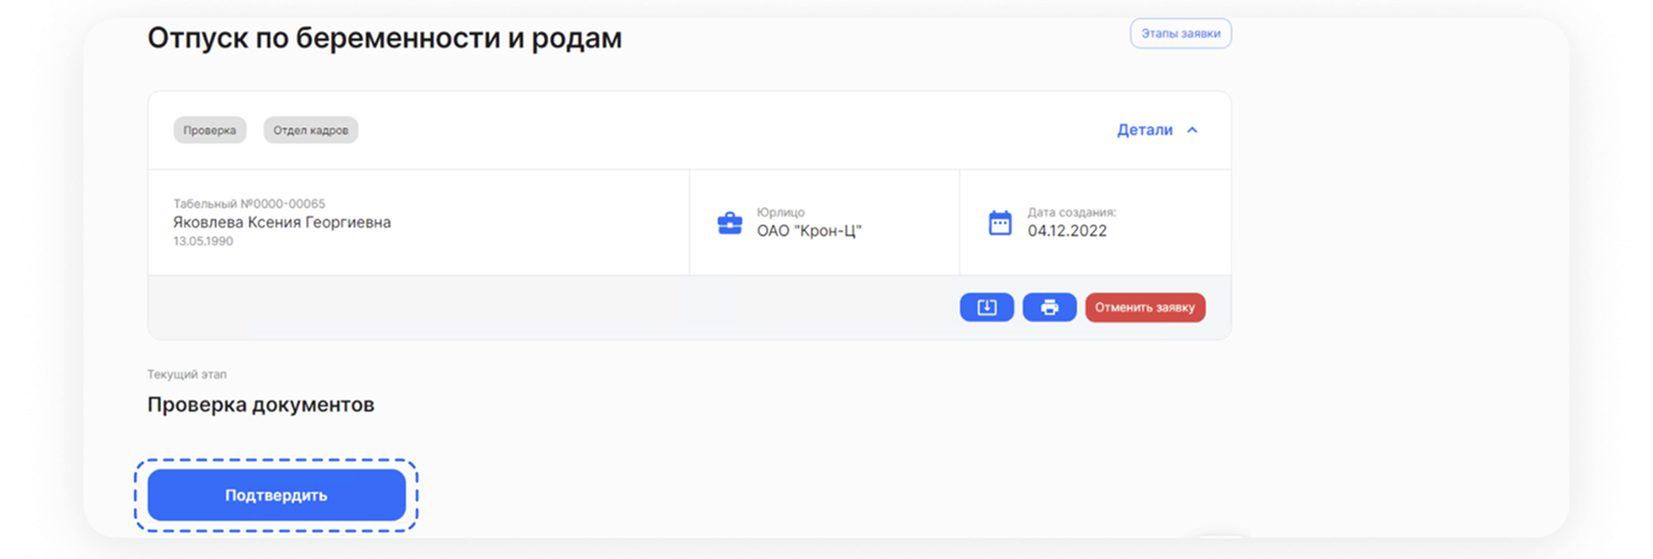 Отпуск по беременности и родам
Этапы заявки
Проверка
Отдел кадров
Детали
Табельный №0000-00065
Яковлева Ксения Георгиевна
13.05.1990
Юрлицо
ОАО "Крон-Ц"
Дата создания:
04.12.2022
Отменить заявку
Текущий этап
Проверка документов
Подтвердить